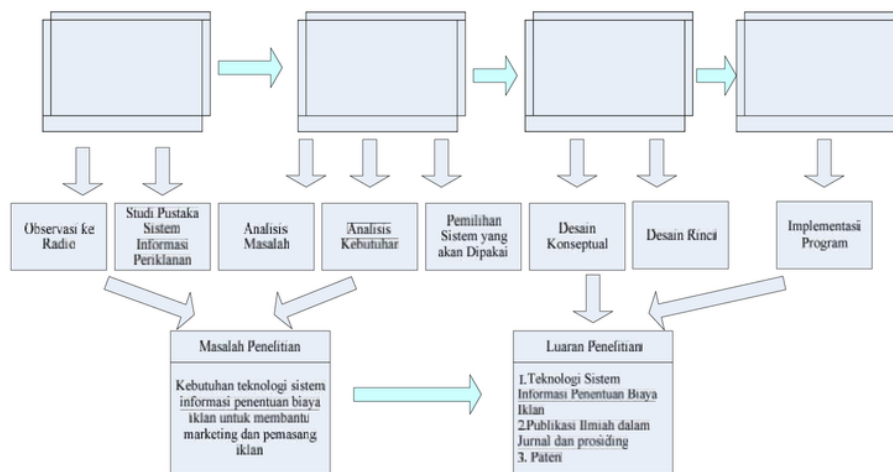 Observasi ke
Radio
Studi Pustaka
Sistem
Informasi
Periklanan
Analisis
Masalah
Analisis
Kebutuhar
Pemilihan
Sistem yang
akan Dipakai
Desain
Konseptual
Desain Rinci
Implementasi
Program
Masalah Penelitian
Kebutuhan teknologi sistem
informasi penentuan biaya
iklan untuk membantu
marketing dan pemasang
iklan
Luaran Penelitian
1.Teknologi Sistem
Informasi Penentuan Biaya
Iklan
2.Publikasi Ilmiah dalam
Jurnal dan prosiding
3. Paten